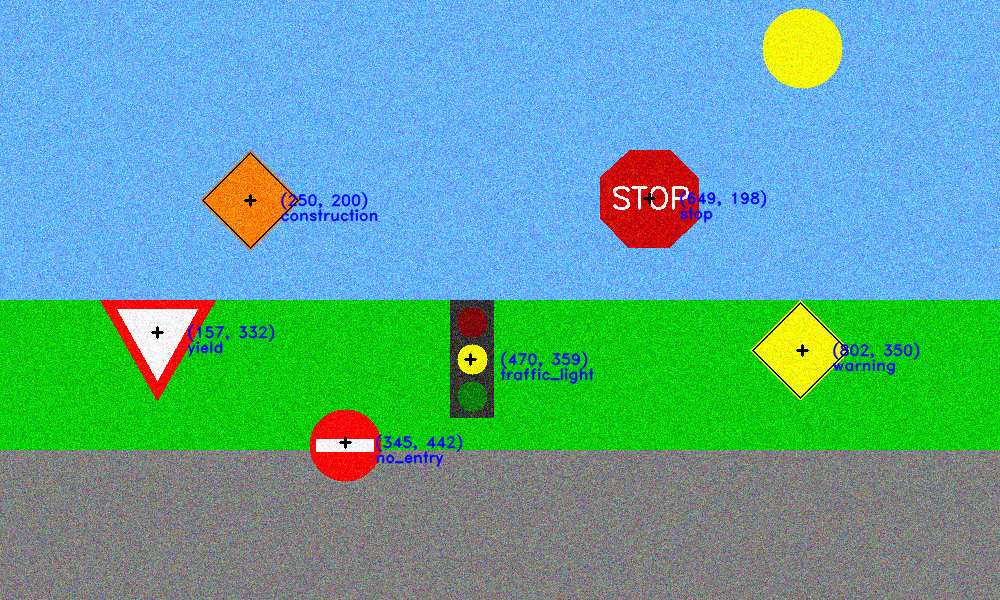 (250, 200)
construction
STOP
(649, 198)
stop
(157, 332)
yield
(470, 359)
traffic_light
(802, 350)
warning
(345, 442)
no_entry